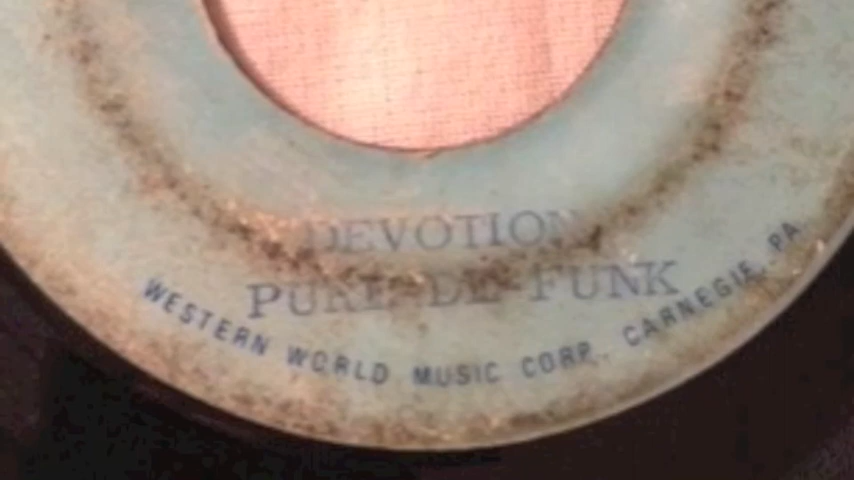 DEVOTION
PURE-DE-FUNK
WESTERN WORLD MUSIC CORP., CARNEGIE, PA